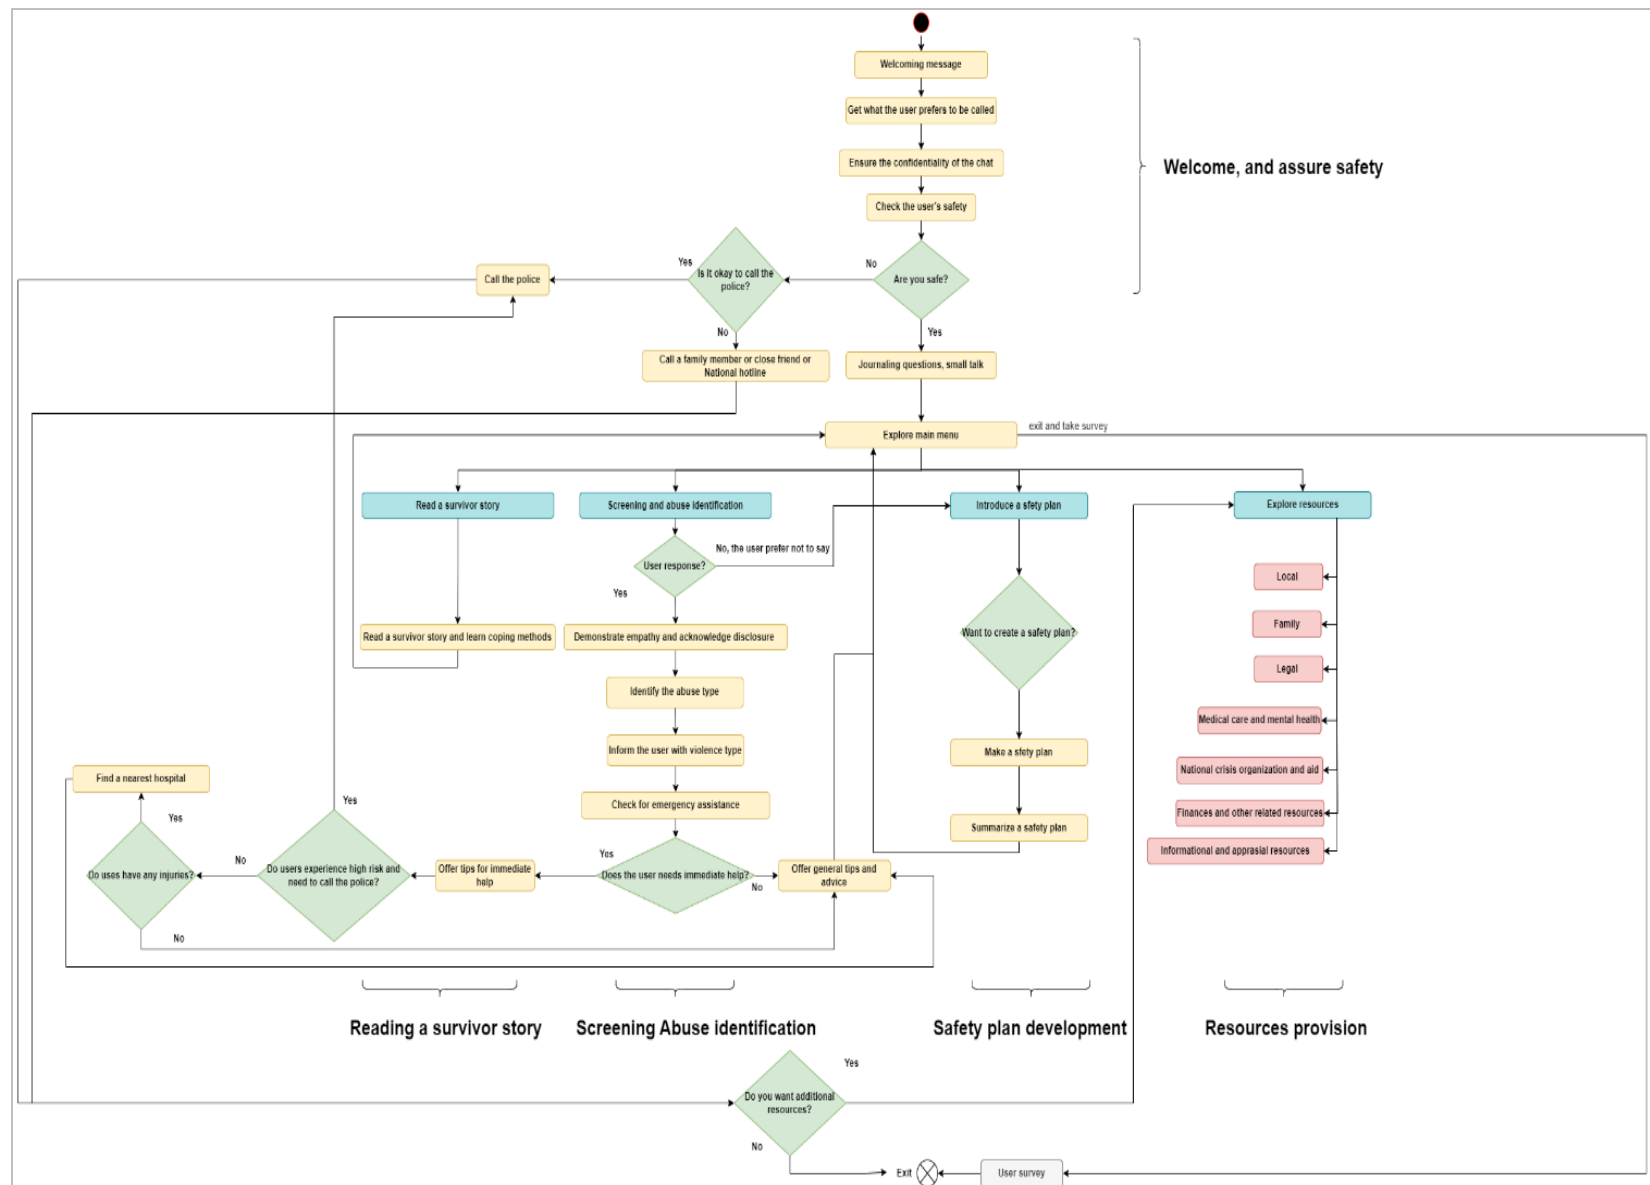 Welcoming message
Get what the user prefers to be called
Ensure the confidentiality of the chat
Welcome, and assure safety
Check the user's safety
Yes
Is it okay to call the
police?
No
Call the police
Are you safe?
No
Yes
Call a family member or close friend or
National hotline
Journaling questions, small talk
Explore main menu
exit and take survey
Read a survivor story
Screening and abuse identification
Introduce a sfety plan
Explore resources
User response?
No, the user prefer not to say
Yes
Local
Read a survivor story and learn coping methods
Demonstrate empathy and acknowledge disclosure
Want to create a safety plan?
Family
Legal
Identify the abuse type
Medical care and mental health
Inform the user with violence type
Make a sfety plan
National crisis organization and aid
Find a nearest hospital
Check for emergency assistance
Yes
Yes
Summarize a safety plan
Finances and other related resources
Informational and apprasial resources
No
Yes
Do uses have any injuries?
Do users experience high risk and
need to call the police?
Offer tips for immediate
help
Does the user needs immediate help?
No
Offer general tips and
advice
No
Reading a survivor story
Screening Abuse identification
Safety plan development
Resources provision
Yes
Do you want additional
resources?
No
Exit
User survey